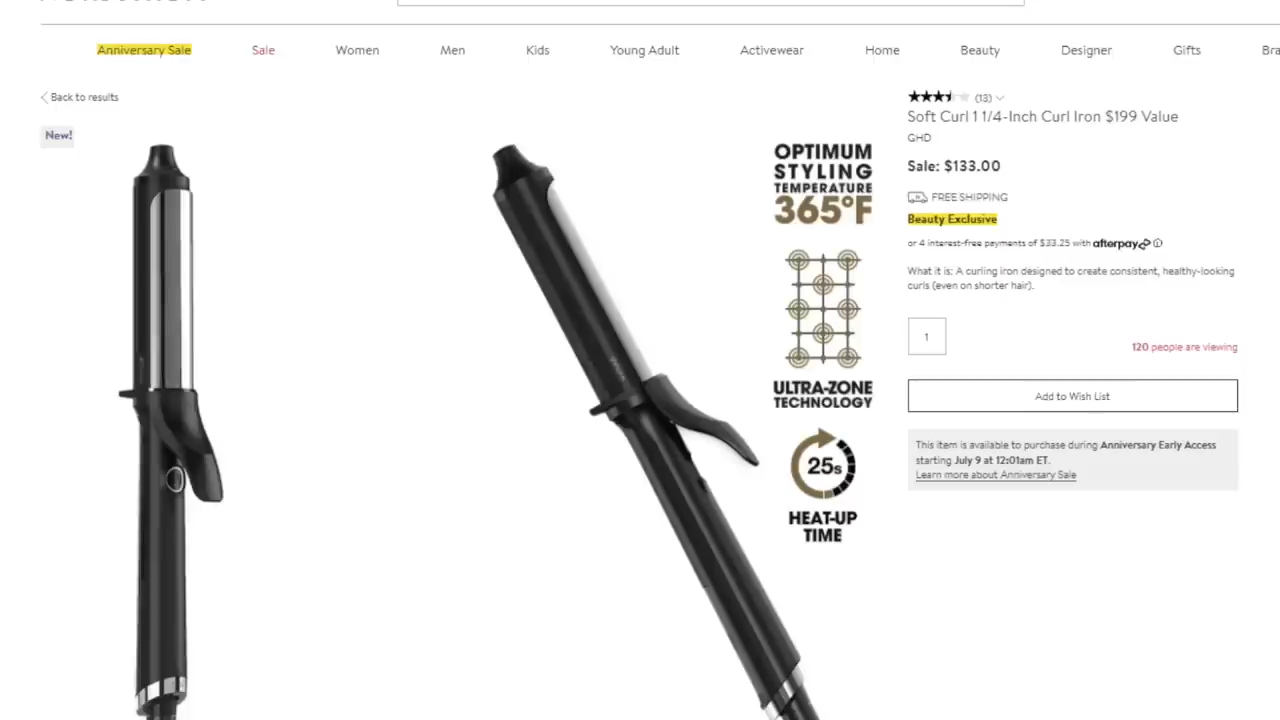 Anniversary Sale Sale Women Men Kids Young Adult Activewear Home Beauty Designer Gifts Bra
Back to results
New!
OPTIMUM
STYLING
TEMPERATURE
365°F
ULTRA-ZONE
TECHNOLOGY
25s
HEAT-UP
TIME
(13)
Soft Curl 1 1/4-Inch Curl Iron $199 Value
GHD
Sale: $133.00
FREE SHIPPING
Beauty Exclusive
or 4 interest-free payments of $33.25 with afterpay
What it is: A curling iron designed to create consistent, healthy-looking
curls (even on shorter hair).
1
120 people are viewing
Add to Wish List
This item is available to purchase during Anniversary Early Access
starting July 9 at 12:01am ET.
Learn more about Anniversary Sale